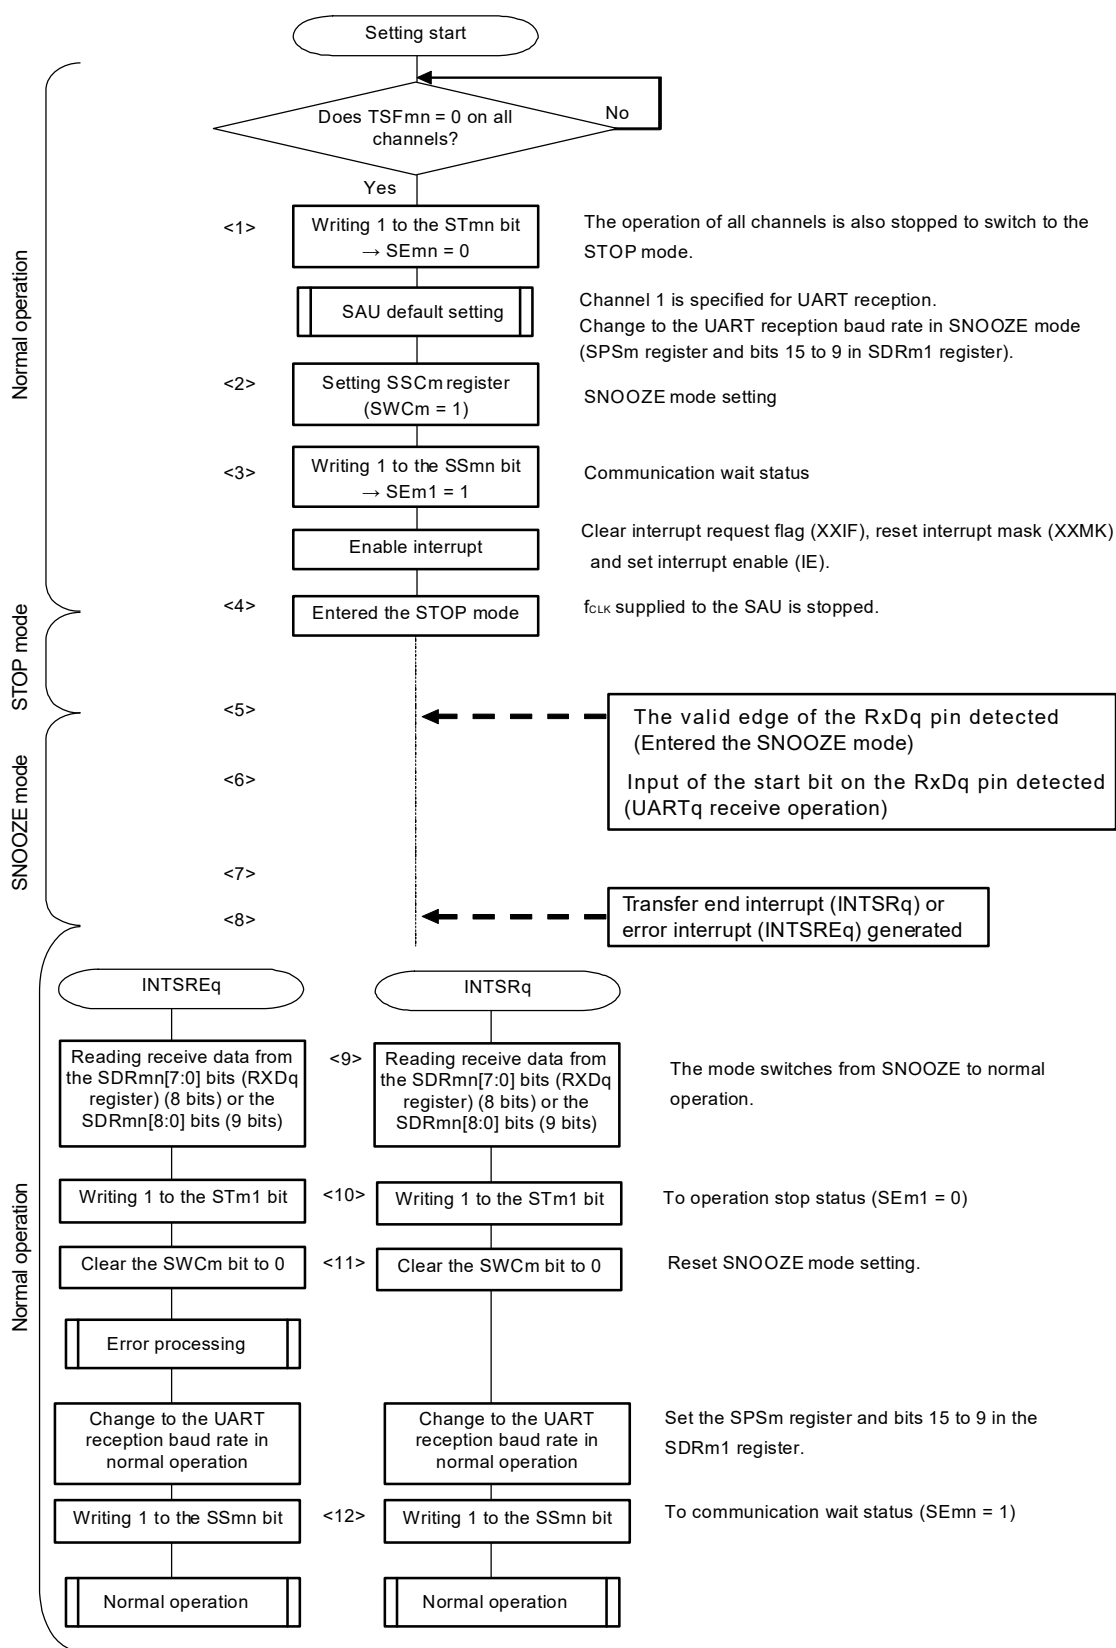 Setting start
Does TSFmn = 0 on all
channels?
No
Yes
Normal operation
<1>
Writing 1 to the STmn bit
→ SEmn = 0
The operation of all channels is also stopped to switch to the
STOP mode.
SAU default setting
Channel 1 is specified for UART reception.
Change to the UART reception baud rate in SNOOZE mode
(SPSm register and bits 15 to 9 in SDRm1 register).
<2>
Setting SSCm register
(SWCm = 1)
SNOOZE mode setting
<3>
Writing 1 to the SSmn bit
→ SEm1 = 1
Communication wait status
Enable interrupt
Clear interrupt request flag (XXIF), reset interrupt mask (XXMK)
and set interrupt enable (IE).
STOP mode
<4>
Entered the STOP mode
fCLK supplied to the SAU is stopped.
<5>
The valid edge of the RxDq pin detected
(Entered the SNOOZE mode)
SNOOZE mode
<6>
Input of the start bit on the RxDq pin detected
(UARTq receive operation)
<7>
<8>
Transfer end interrupt (INTSRq) or
error interrupt (INTSREq) generated
INTSREq
INTSRq
Normal operation
Reading receive data from
the SDRmn[7:0] bits (RXDq
register) (8 bits) or the
SDRmn[8:0] bits (9 bits)
<9>
Reading receive data from
the SDRmn[7:0] bits (RXDq
register) (8 bits) or the
SDRmn[8:0] bits (9 bits)
The mode switches from SNOOZE to normal
operation.
Writing 1 to the STm1 bit
<10>
Writing 1 to the STm1 bit
To operation stop status (SEm1 = 0)
Clear the SWCm bit to 0
<11>
Clear the SWCm bit to 0
Reset SNOOZE mode setting.
Error processing
Change to the UART
reception baud rate in
normal operation
Change to the UART
reception baud rate in
normal operation
Set the SPSm register and bits 15 to 9 in the
SDRm1 register.
Writing 1 to the SSmn bit
<12>
Writing 1 to the SSmn bit
To communication wait status (SEmn = 1)
Normal operation
Normal operation